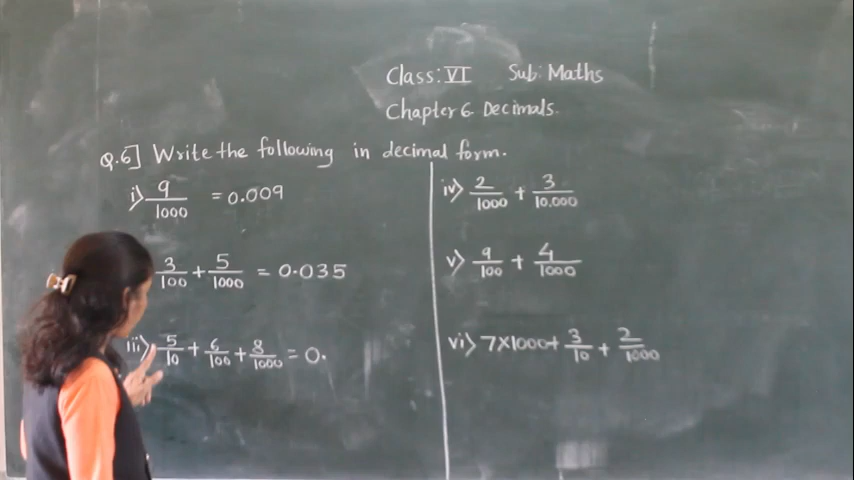 Class: VI Sub: Maths
Chapter 6 Decimals.
Q.6] Write the following in decimal form.
i) 9/1000 = 0.009
3/100 + 5/1000 = 0.035
iii) 5/10 + 6/100 + 8/1000 = 0.
iv) 2/1000 + 3/10,000
v) 9/100 + 4/1000
vi) 7×1000 + 3/10 + 2/1000